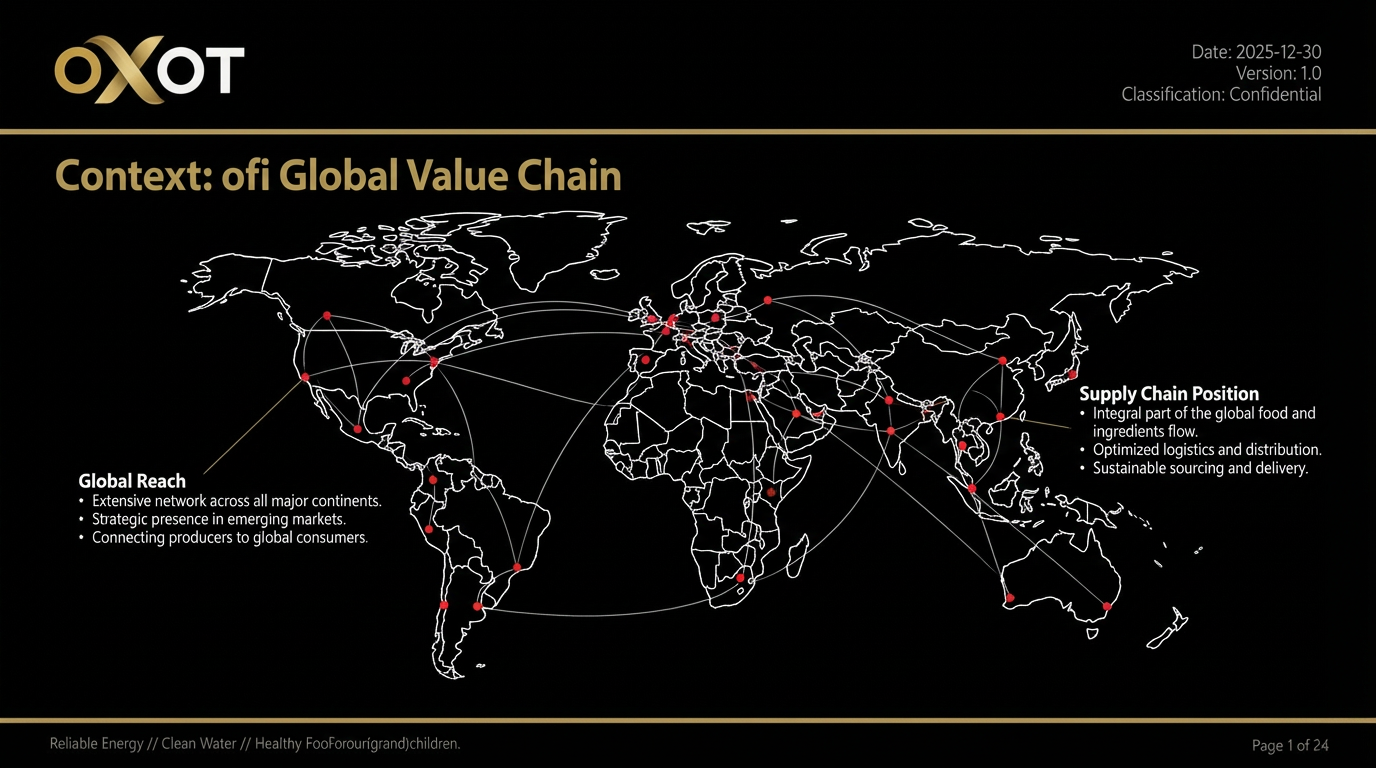 OXOT
Date: 2025-12-30
Version: 1.0
Classification: Confidential
Context: ofi Global Value Chain
Supply Chain Position
• Integral part of the global food and
ingredients flow.
• Optimized logistics and distribution.
• Sustainable sourcing and delivery.
Global Reach
• Extensive network across all major continents.
• Strategic presence in emerging markets.
• Connecting producers to global consumers.
Reliable Energy // Clean Water // Healthy FooForour(grand)children.
Page 1 of 24